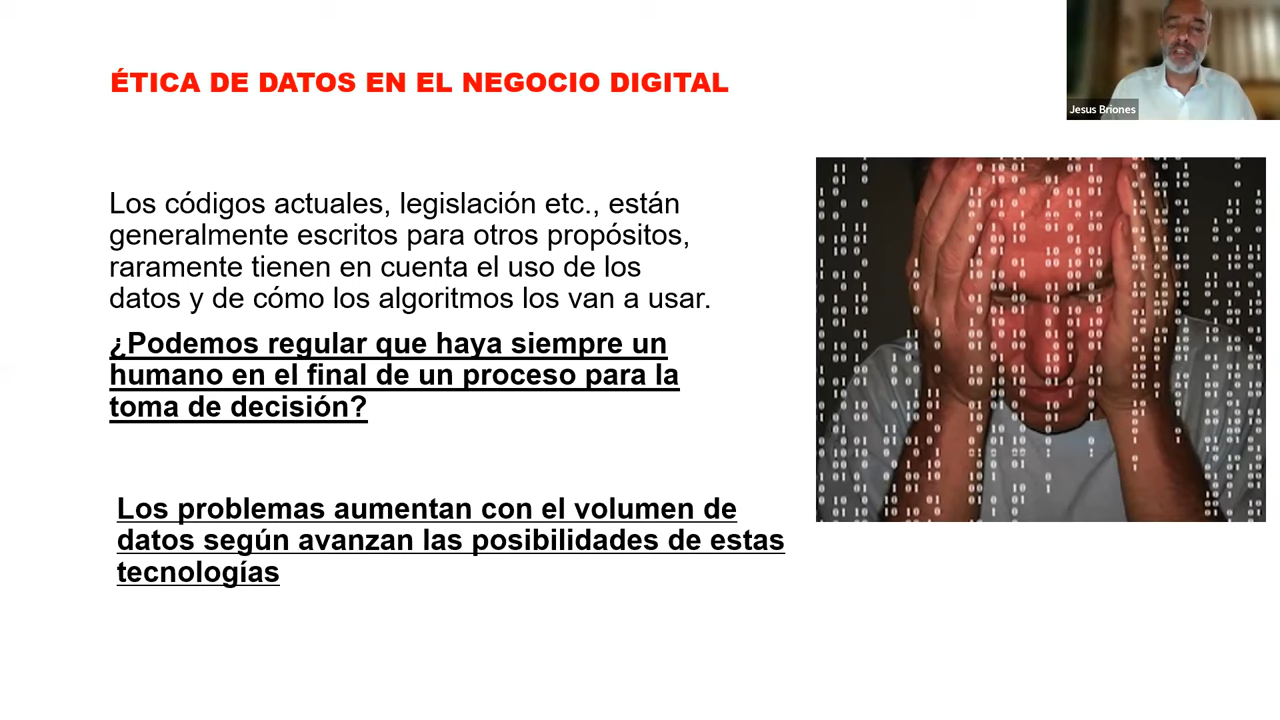 ÉTICA DE DATOS EN EL NEGOCIO DIGITAL
Jesus Briones
Los códigos actuales, legislación etc., están
generalmente escritos para otros propósitos,
raramente tienen en cuenta el uso de los
datos y de cómo los algoritmos los van a usar.
¿Podemos regular que haya siempre un
humano en el final de un proceso para la
toma de decisión?
Los problemas aumentan con el volumen de
datos según avanzan las posibilidades de estas
tecnologías